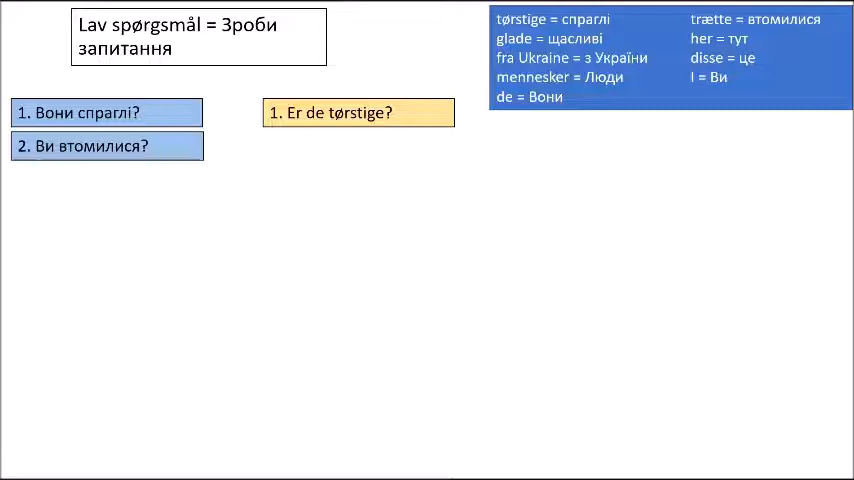 Lav spørgsmål = Зроби
запитання
tørstige = спраглі
glade = щасливі
fra Ukraine = з України
mennesker = Люди
de = Вони
trætte = втомилися
her = тут
disse = це
I = Ви
1. Вони спраглі?
1. Er de tørstige?
2. Ви втомилися?